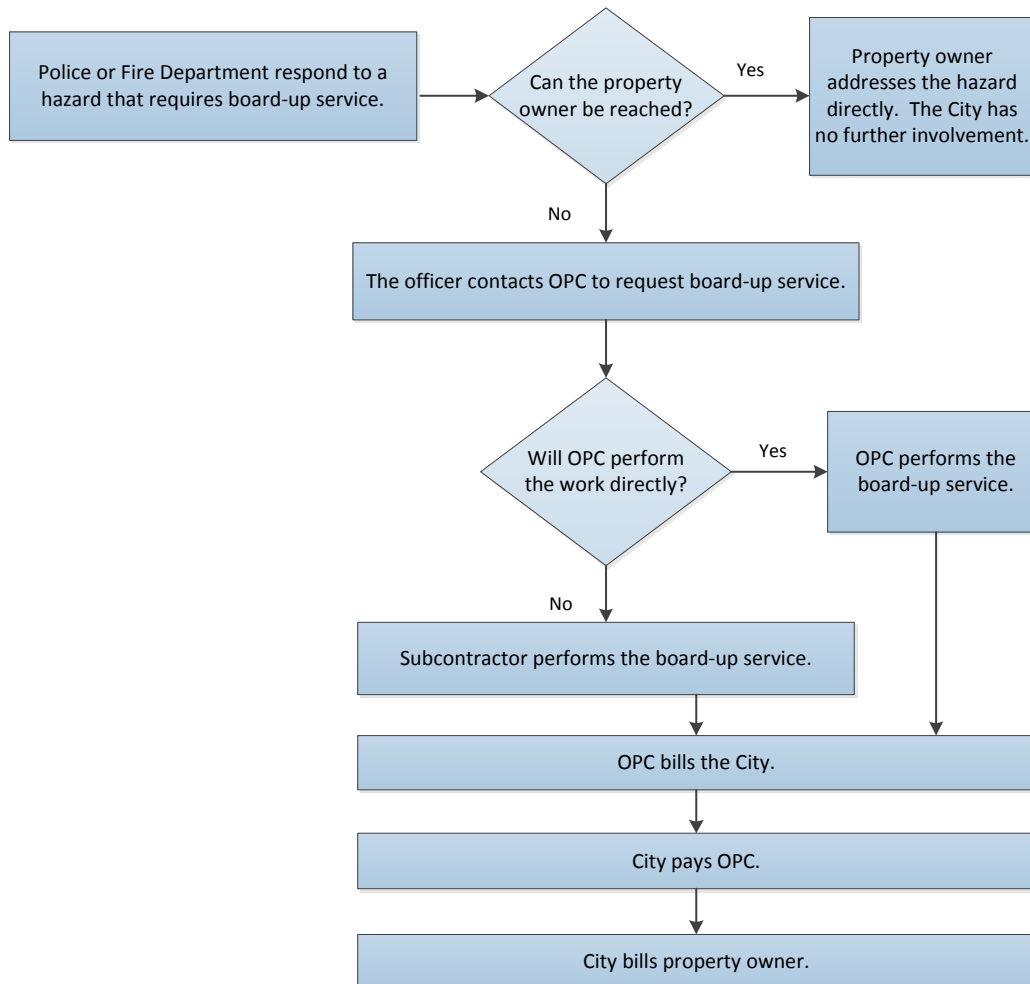 Police or Fire Department respond to a
hazard that requires board-up service.
Can the property
owner be reached?
Yes
Property owner
addresses the hazard
directly.  The City has
no further involvement.
No
The officer contacts OPC to request board-up service.
Will OPC perform
the work directly?
Yes
OPC performs the
board-up service.
No
Subcontractor performs the board-up service.
OPC bills the City.
City pays OPC.
City bills property owner.